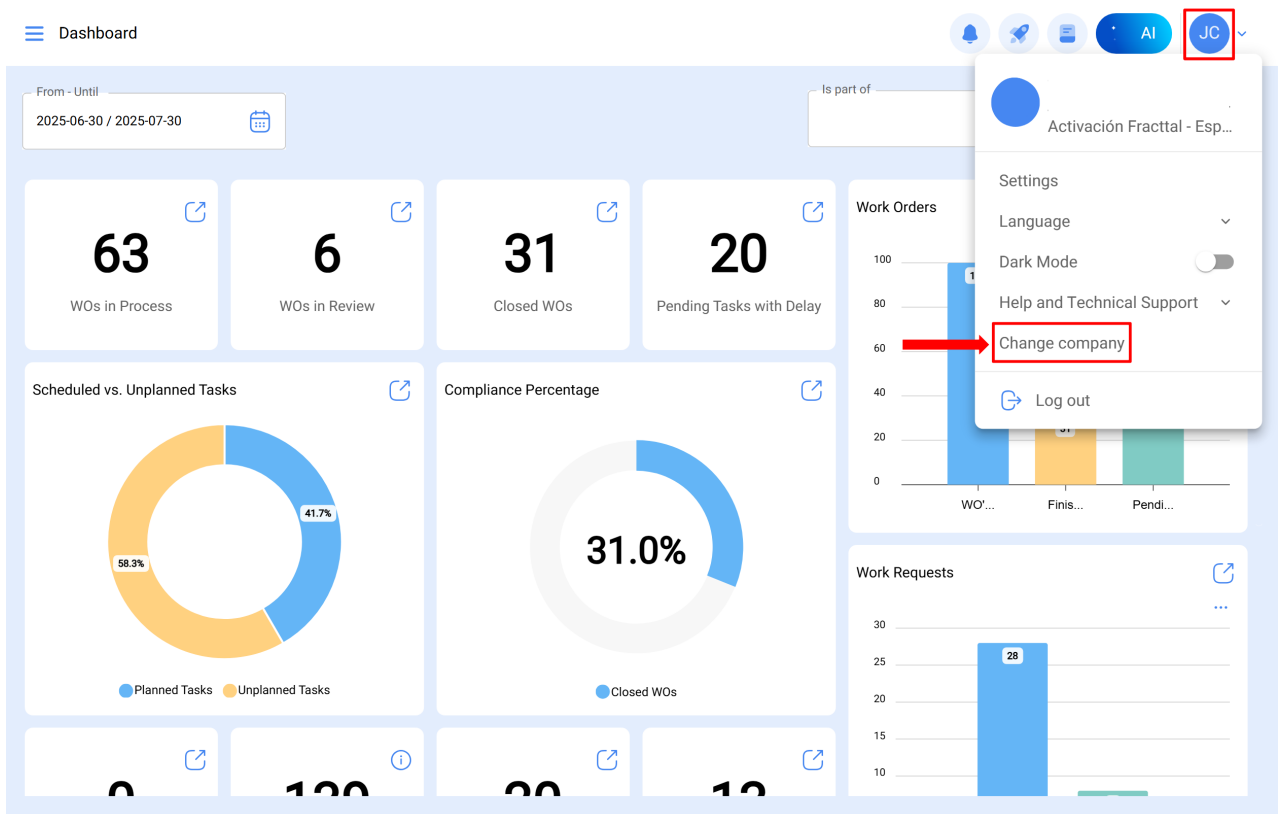 Dashboard
AI
JC
From - Until
2025-06-30 / 2025-07-30
Is part of
Activación Fracttal - Esp...
Settings
Language
Dark Mode
Help and Technical Support
Change company
Log out
63
WOs in Process
6
WOs in Review
31
Closed WOs
20
Pending Tasks with Delay
Work Orders
100
80
60
40
20
0
WO'...
Finis...
Pendi...
Scheduled vs. Unplanned Tasks
41.7%
58.3%
Planned Tasks
Unplanned Tasks
Compliance Percentage
31.0%
Closed WOs
Work Requests
30
25
20
15
10
28